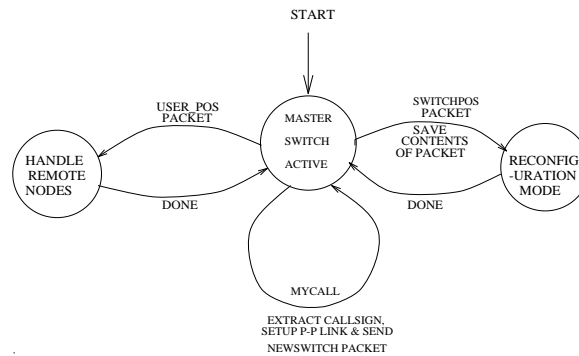 START
USER_POS
PACKET
MASTER
SWITCH
ACTIVE
SWITCHPOS
PACKET
SAVE
CONTENTS
OF PACKET
HANDLE
REMOTE
NODES
RECONFIG
-URATION
MODE
DONE
DONE
MYCALL
EXTRACT CALLSIGN,
SETUP P-P LINK & SEND
NEWSWITCH PACKET